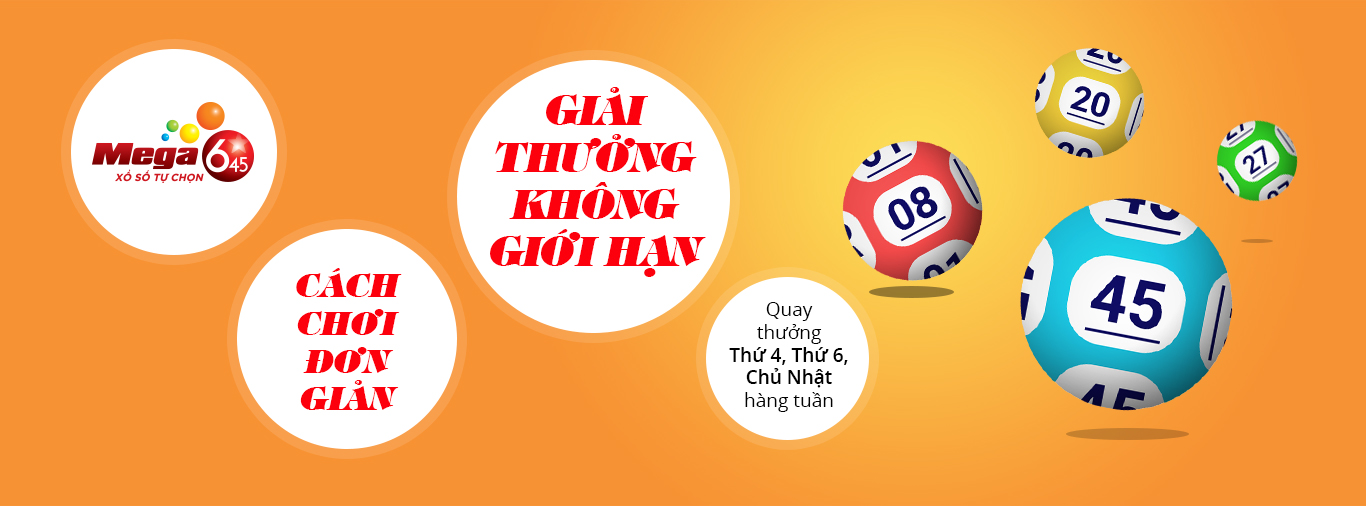 Mega 6
45
XỔ SỐ TỰ CHỌN
CÁCH
CHƠI
ĐƠN
GIẢN
GIẢI
THƯỞNG
KHÔNG
GIỚI HẠN
Quay
thưởng
Thứ 4, Thứ 6,
Chủ Nhật
hàng tuần
08
20
27
45